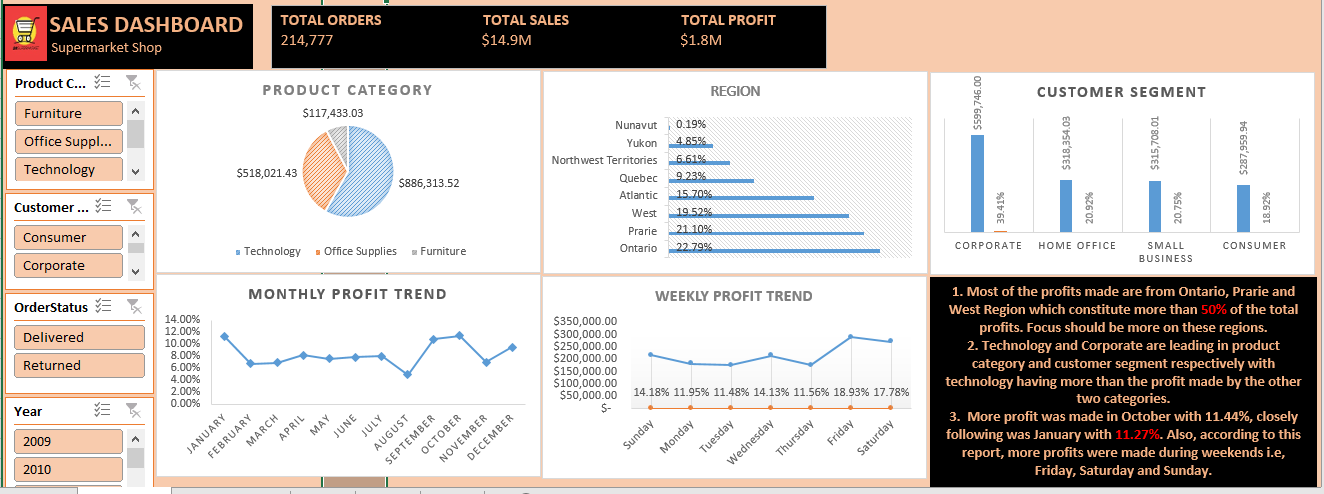 SALES DASHBOARD
Supermarket Shop
TOTAL ORDERS
214,777
TOTAL SALES
$14.9M
TOTAL PROFIT
$1.8M
Product C...
Furniture
Office Suppl...
Technology
Customer ...
Consumer
Corporate
OrderStatus
Delivered
Returned
Year
2009
2010
PRODUCT CATEGORY
$117,433.03
$518,021.43
$886,313.52
Technology
Office Supplies
Furniture
REGION
Nunavut 0.19%
Yukon 4.85%
Northwest Territories 6.61%
Quebec 9.23%
Atlantic 15.70%
West 19.52%
Prarie 21.10%
Ontario 22.79%
CUSTOMER SEGMENT
$599,746.00
39.41%
$318,354.03
20.92%
$315,708.01
20.75%
$287,959.94
18.92%
CORPORATE
HOME OFFICE
SMALL
BUSINESS
CONSUMER
MONTHLY PROFIT TREND
14.00%
12.00%
10.00%
8.00%
6.00%
4.00%
2.00%
0.00%
JANUARY
FEBRUARY
MARCH
APRIL
MAY
JUNE
JULY
AUGUST
SEPTEMBER
OCTOBER
NOVEMBER
DECEMBER
WEEKLY PROFIT TREND
$350,000.00
$300,000.00
$250,000.00
$200,000.00
$150,000.00
$100,000.00
$50,000.00
$-
14.18% 11.95% 11.48% 14.13% 11.56% 18.93% 17.78%
Sunday
Monday
Tuesday
Wednesday
Thursday
Friday
Saturday
1. Most of the profits made are from Ontario, Prarie and
West Region which constitute more than 50% of the total
profits. Focus should be more on these regions.
2. Technology and Corporate are leading in product
category and customer segment respectively with
technology having more than the profit made by the other
two categories.
3. More profit was made in October with 11.44%, closely
following was January with 11.27%. Also, according to this
report, more profits were made during weekends i.e,
Friday, Saturday and Sunday.